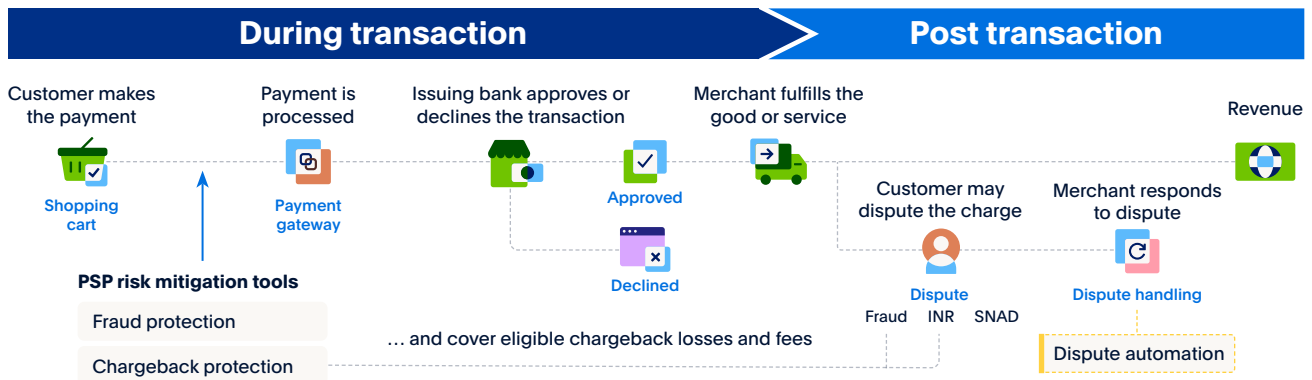 During transaction
Post transaction
Customer makes
the payment
Payment is
processed
Issuing bank approves or
declines the transaction
Merchant fulfills the
good or service
Revenue
Shopping
cart
Payment
gateway
Approved
Declined
Customer may
dispute the charge
Merchant responds
to dispute
Dispute
Fraud INR SNAD
Dispute handling
Dispute automation
PSP risk mitigation tools
Fraud protection
Chargeback protection
… and cover eligible chargeback losses and fees